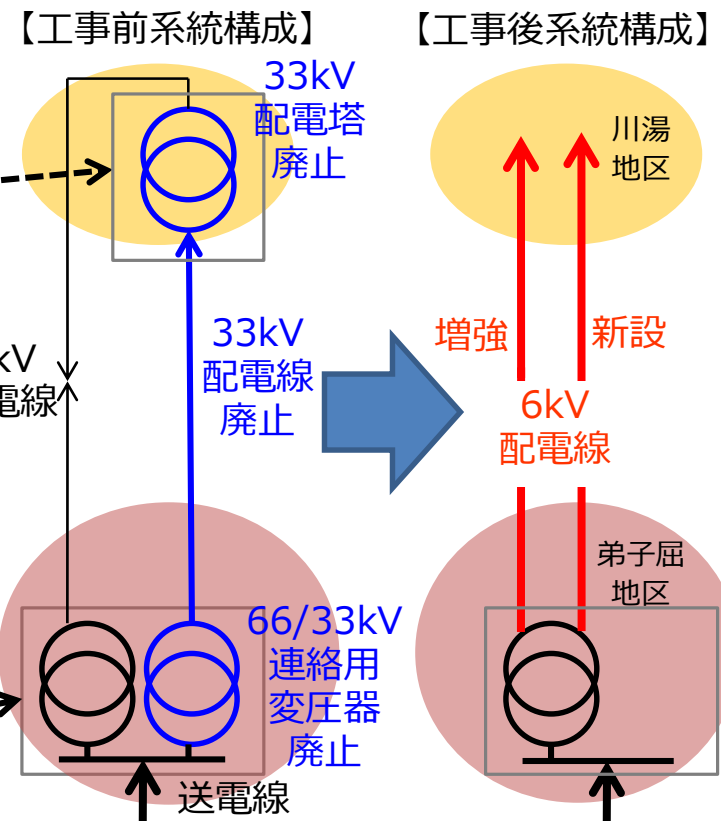 【工事前系統構成】
【工事後系統構成】
33kV
配電塔
廃止
川湯
地区
33kV
配電線
廃止
kV
電線
増強
新設
6kV
配電線
弟子屈
地区
66/33kV
連絡用
変圧器
廃止
送電線